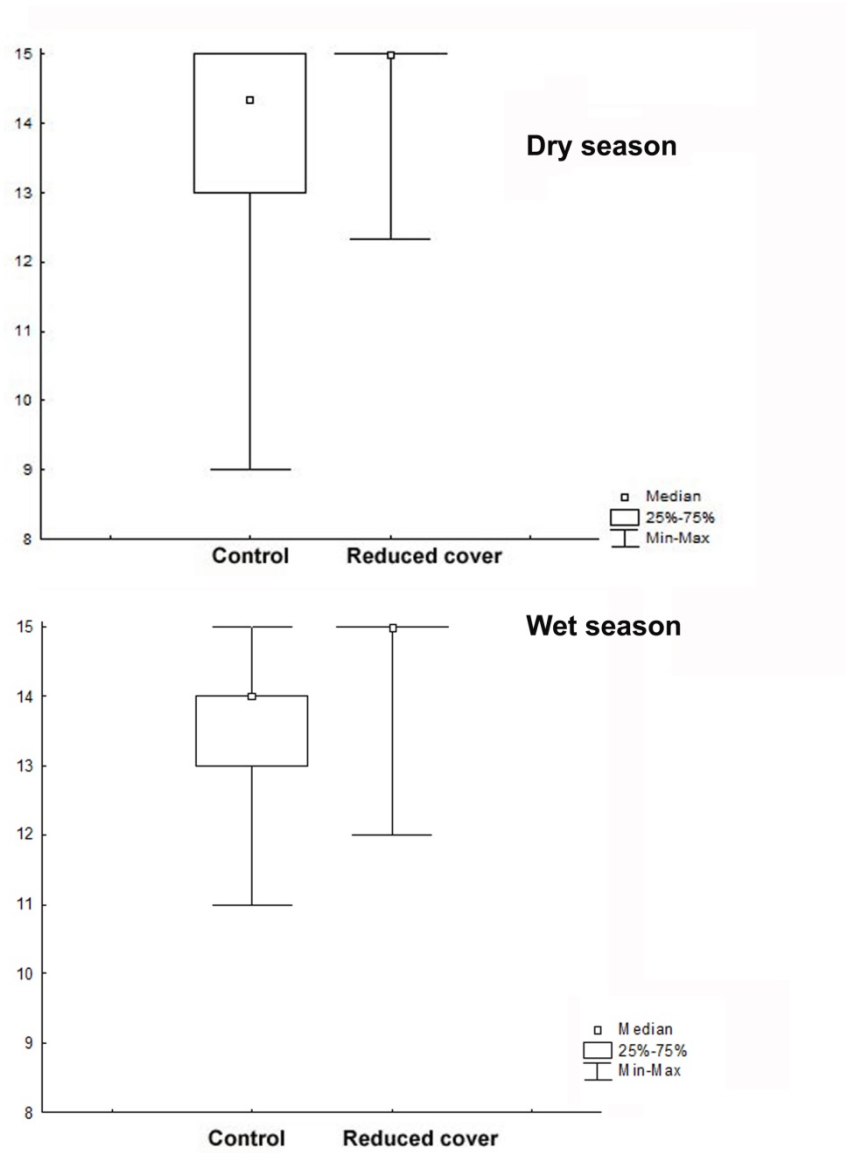 15
14
Dry season
13
12
11
10
9
Median
25%-75%
Min-Max
8
Control Reduced cover
15
Wet season
14
13
12
11
10
9
Median
25%-75%
Min-Max
8
Control Reduced cover